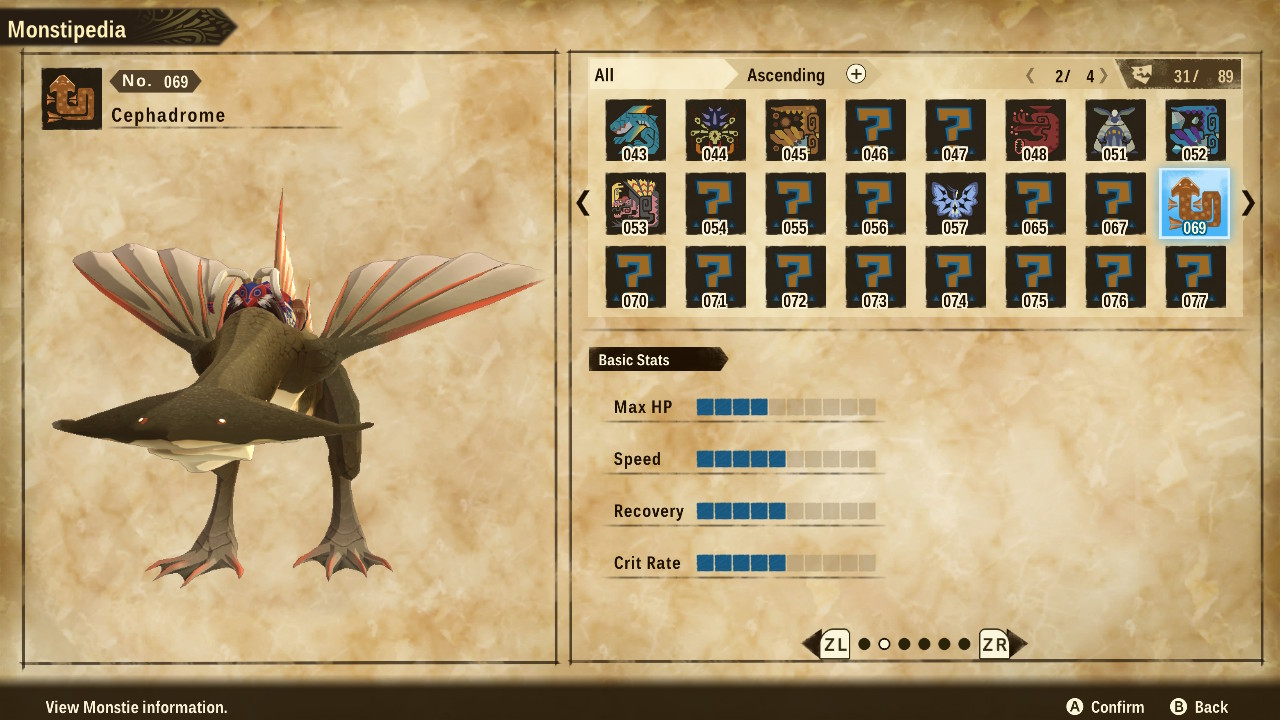 Monstipedia
No. 069
Cephadrome
All
Ascending
2/ 4
31/ 89
043 044 045 046 047 048 051 052
053 054 055 056 057 065 067 069
070 071 072 073 074 075 076 077
Basic Stats
Max HP
Speed
Recovery
Crit Rate
ZL ZR
View Monstie information.
A Confirm B Back